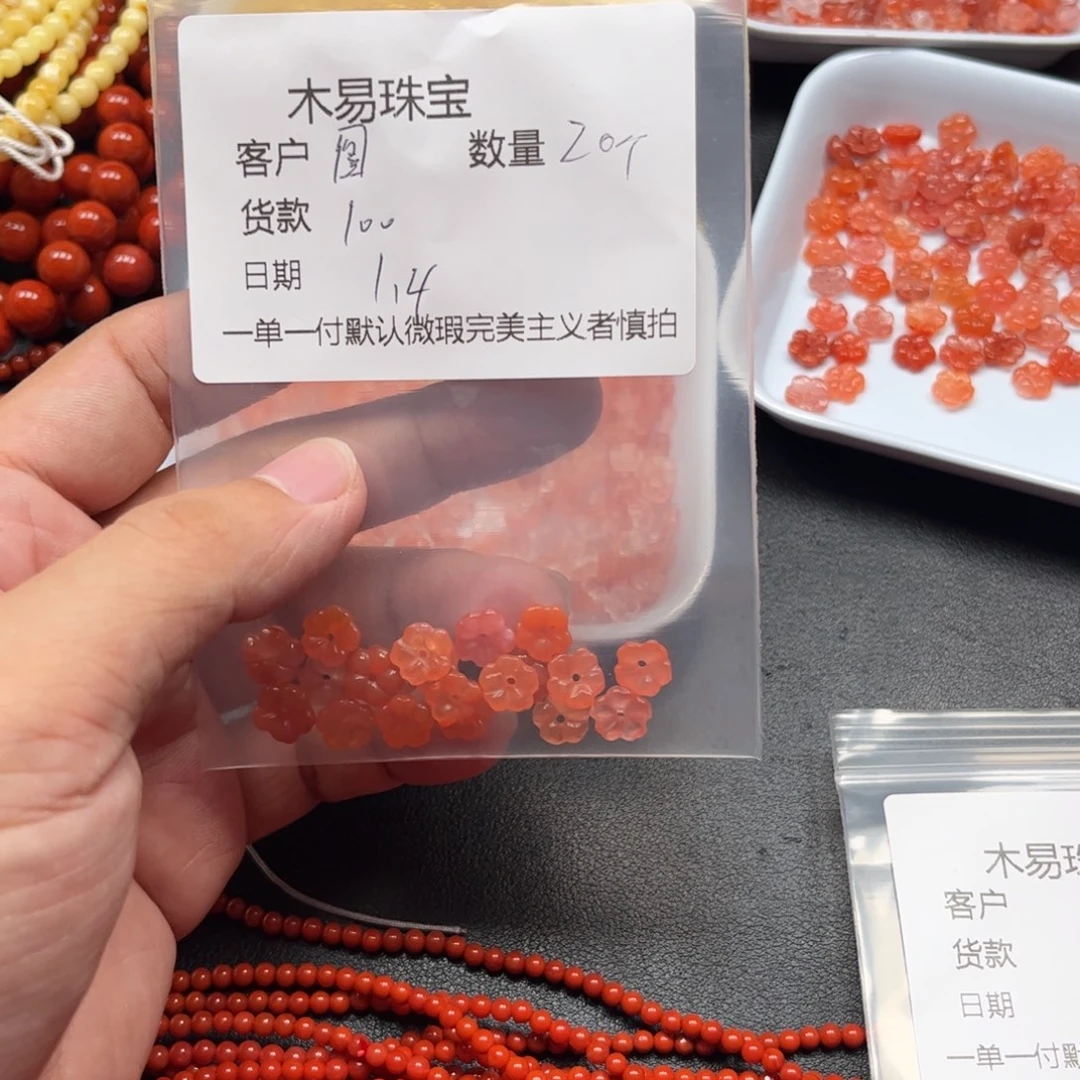 木易珠宝
客户 数量 20个
货款 100
日期 1.14
一单一付默认微瑕完美主义者慎拍
木易珠
客户
货款
日期
一单一付默